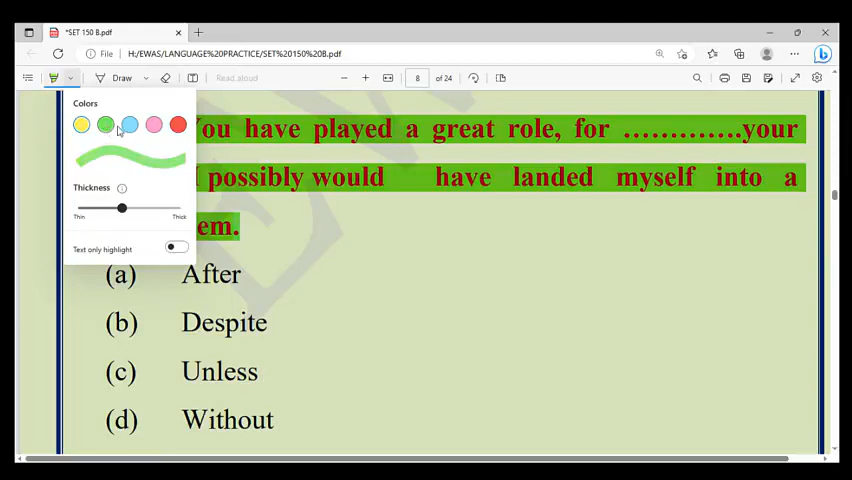 *SET 150 B.pdf
File H:/EWAS/LANGUAGE%20PRACTICE/SET%20150%20B.pdf
Draw Read aloud 8 of 24
Colors
Thickness
Thin Thick
Text only highlight
You have played a great role, for ………….your
I possibly would have landed myself into a
em.
(a) After
(b) Despite
(c) Unless
(d) Without